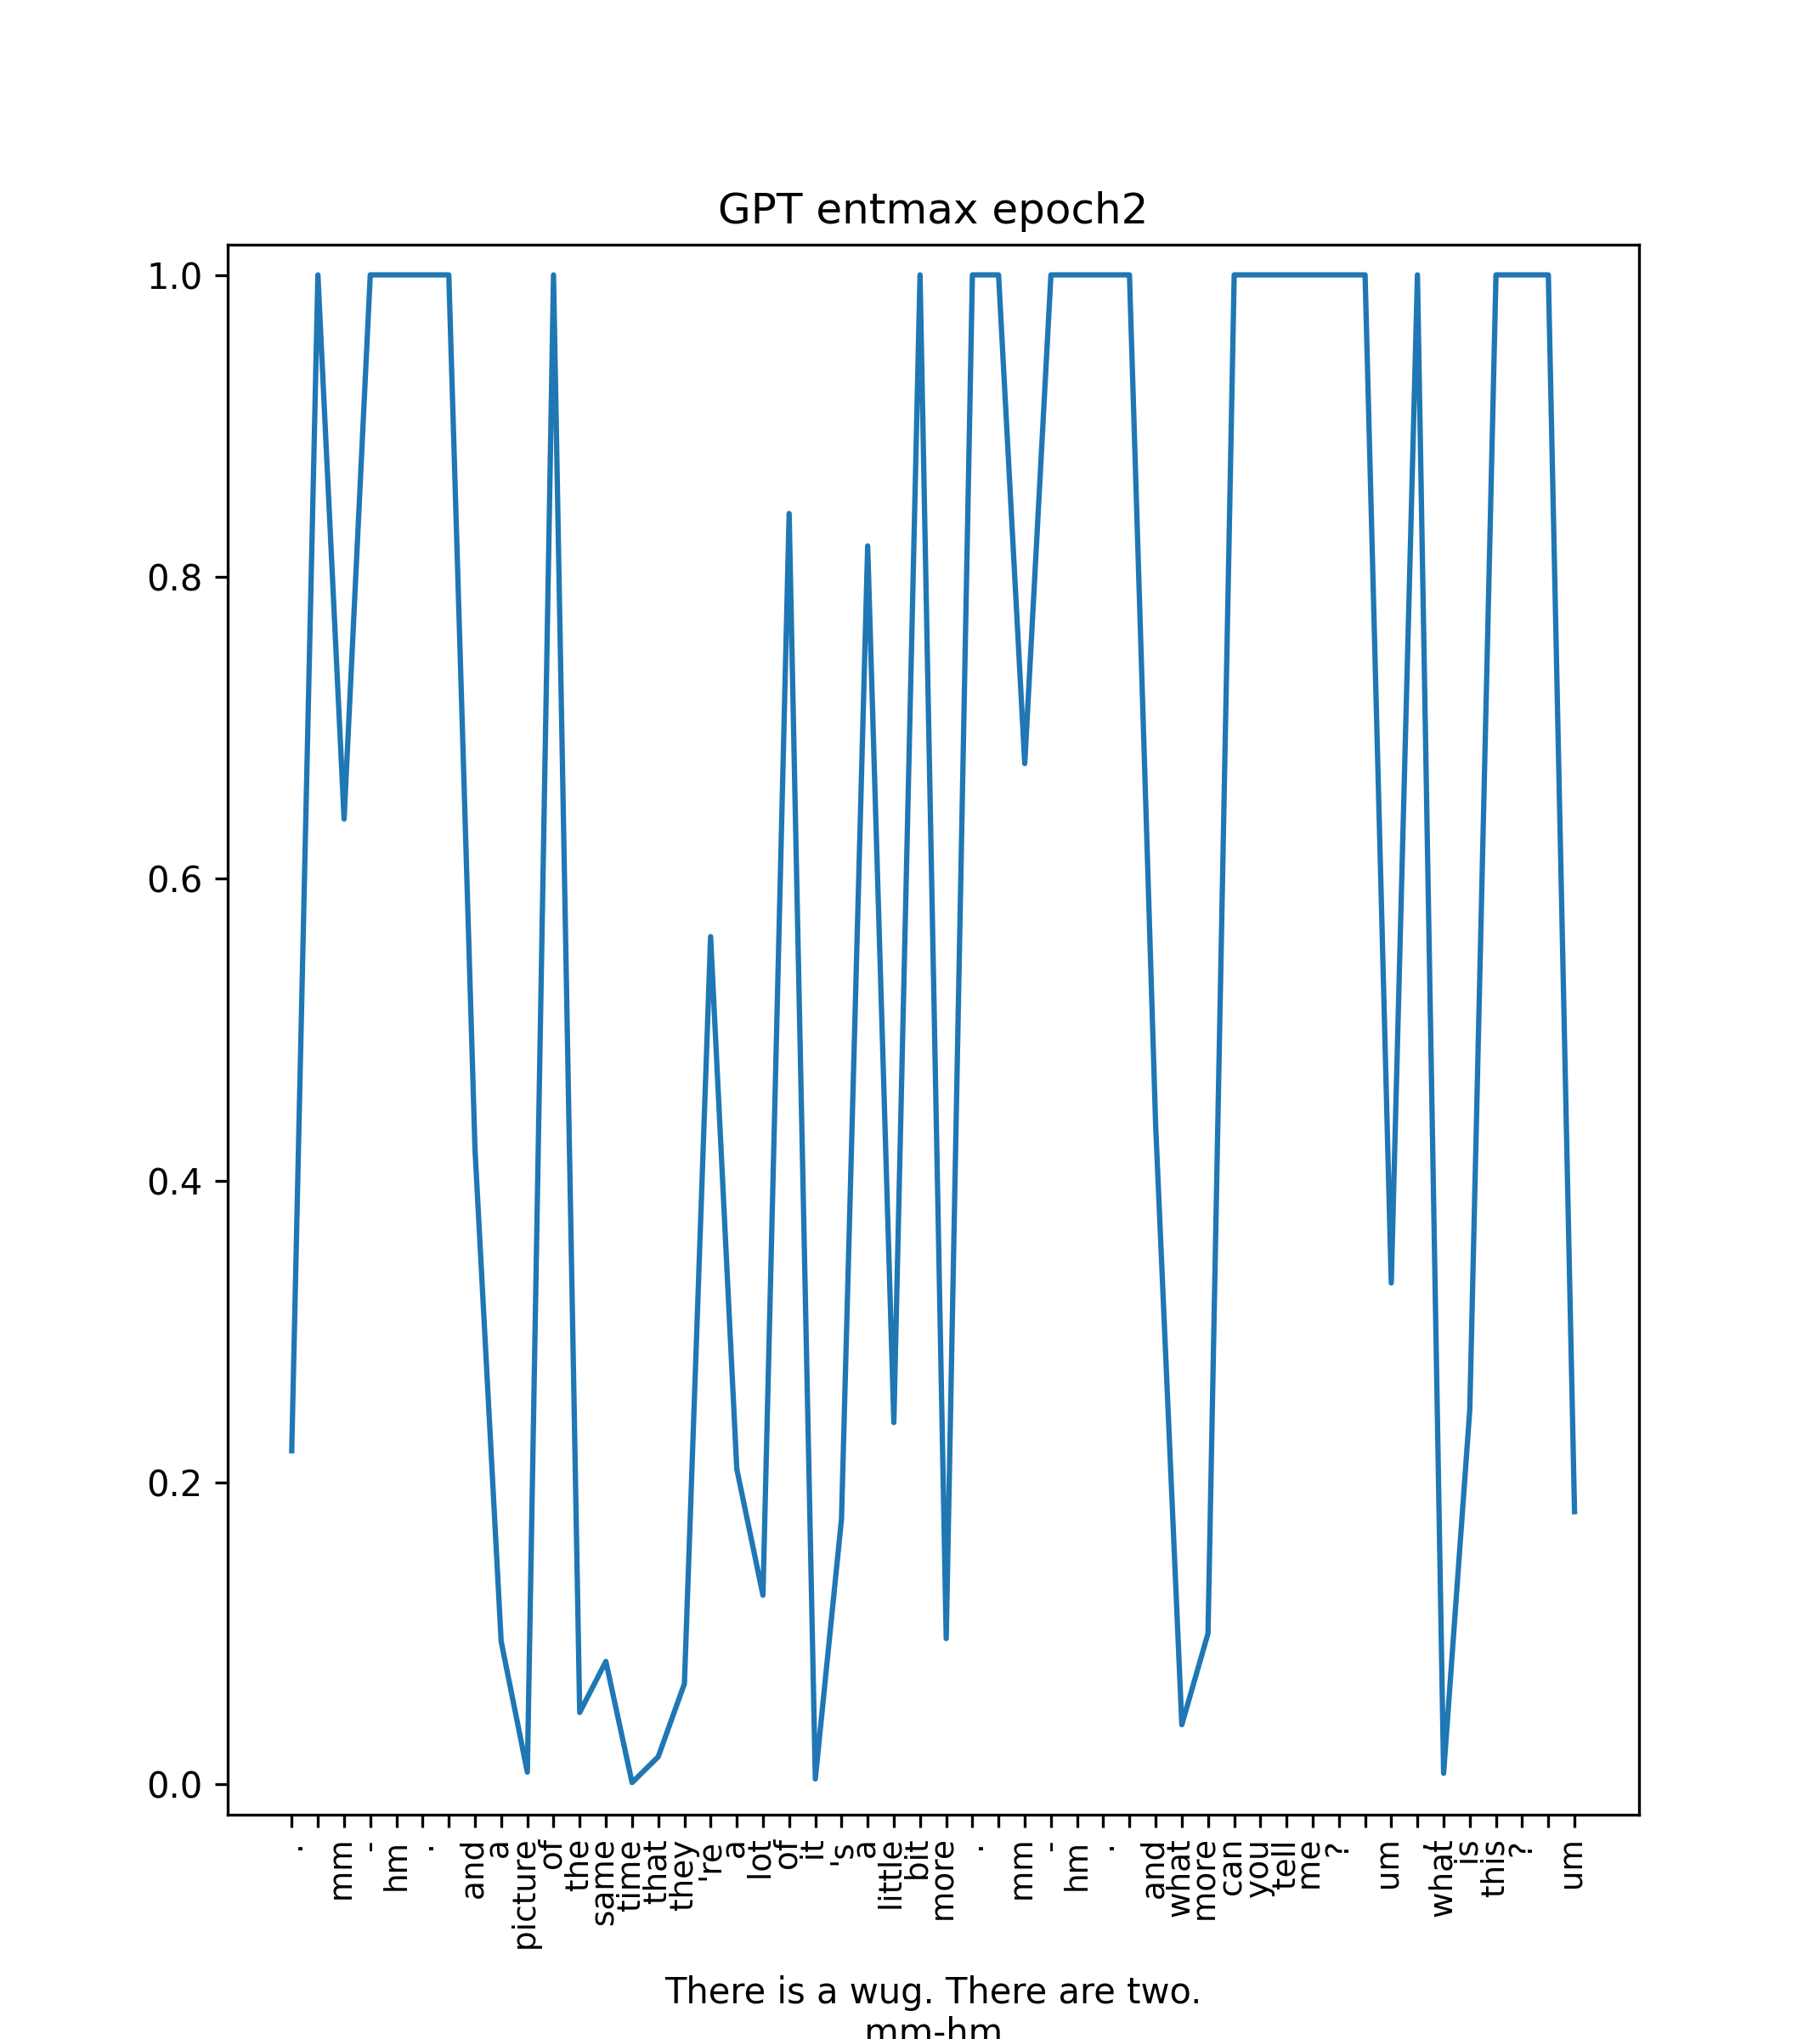 GPT entmax epoch2
1.0
0.8
0.6
0.4
0.2
0.0
.
mm
-
hm
.
and
a
picture
of
the
same
time
that
they
're
a
lot
of
it
's
a
little
bit
more
.
mm
-
hm
.
and
what
more
can
you
tell
me
?
um
,
what
is
this
?
um
There is a wug. There are two.
mm-hm